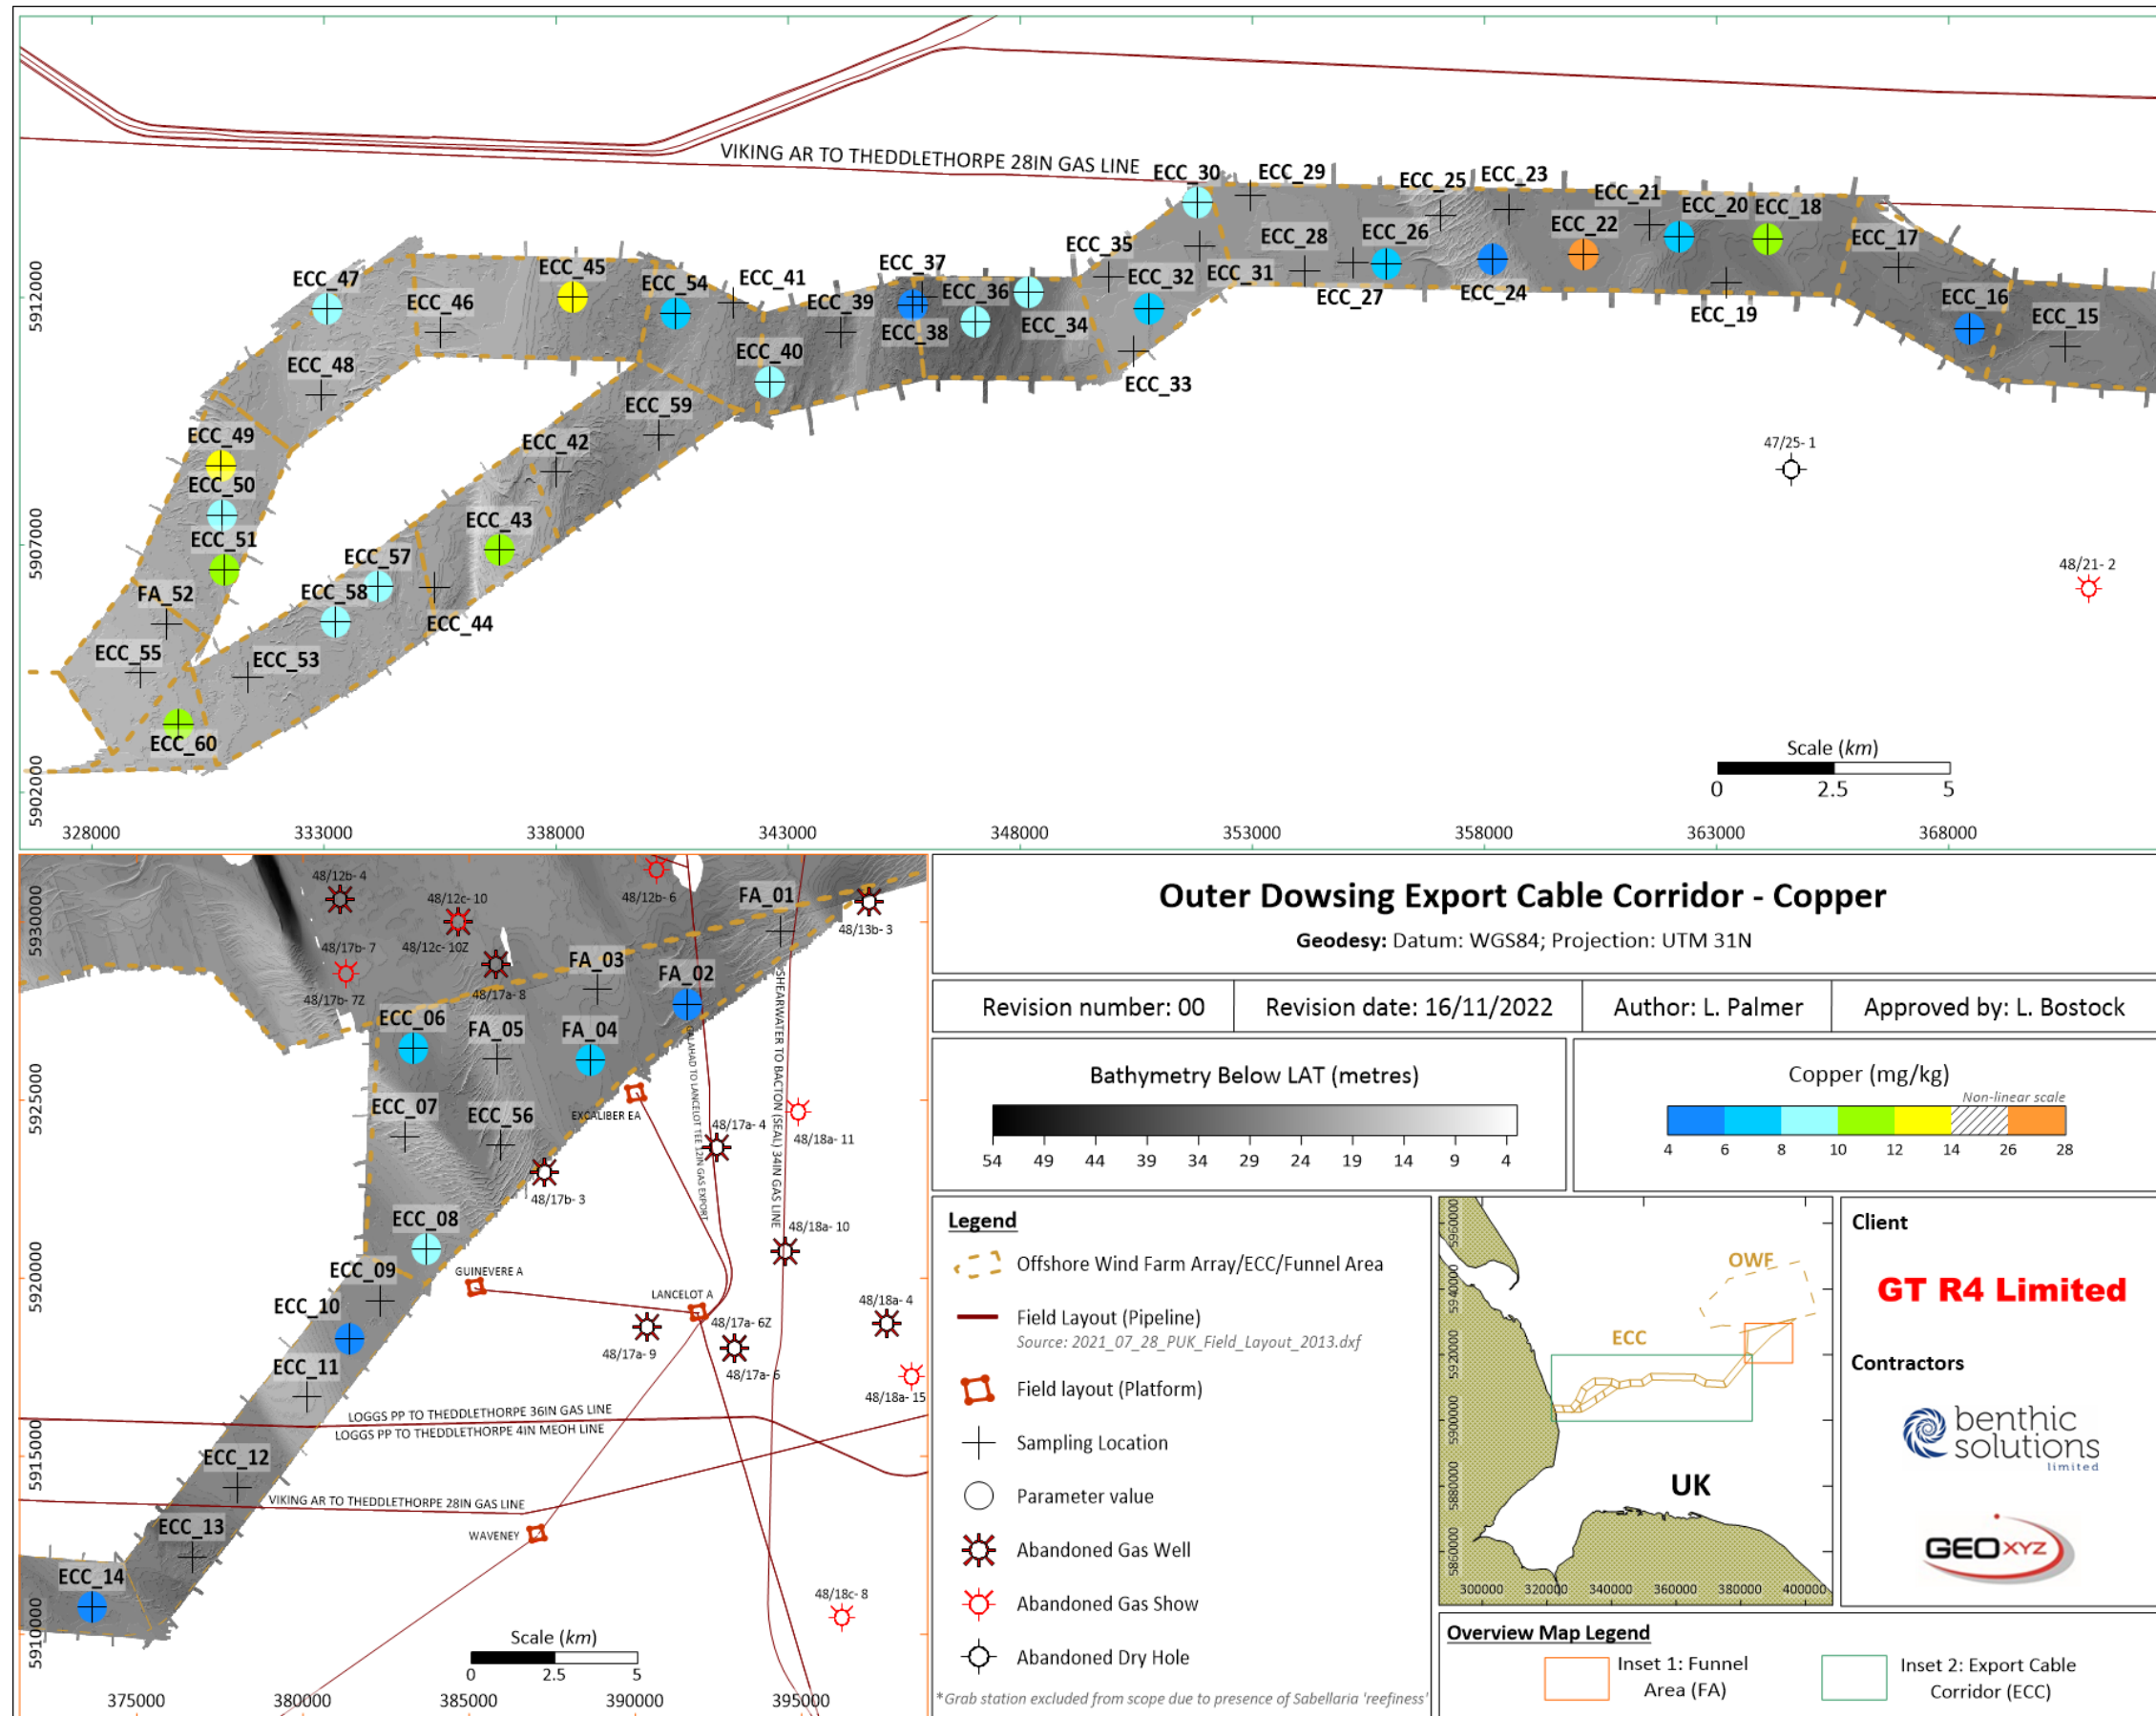 VIKING AR TO THEDDLETHORPE 28IN GAS LINE
ECC_30
ECC_29
ECC_25
ECC_23
ECC_21
ECC_20
ECC_18
ECC_22
ECC_17
ECC_28
ECC_26
ECC_35
ECC_37
ECC_41
ECC_45
ECC_47
ECC_54
ECC_46
ECC_39
ECC_36
ECC_32
ECC_31
ECC_27
ECC_24
ECC_19
ECC_16
ECC_15
ECC_38
ECC_34
ECC_40
ECC_33
ECC_48
ECC_59
ECC_49
ECC_42
ECC_50
ECC_43
ECC_51
ECC_57
ECC_58
FA_52
ECC_44
ECC_55
ECC_53
ECC_60
47/25- 1
48/21- 2
5912000
5907000
5902000
Scale (km)
0 2.5 5
328000 333000 338000 343000 348000 353000 358000 363000 368000
48/12b- 4
48/12c- 10
48/12b- 6
FA_01
48/13b- 3
48/17b- 7
48/12c- 10Z
FA_03
FA_02
48/17b- 7Z
48/17a- 8
ECC_06
FA_05
FA_04
EXCALIBER EA
GALAHAD TO LANCELOT TEE 12IN GAS EXPORT
SHEARWATER TO BACTON (SEAL) 34IN GAS LINE
ECC_07
ECC_56
48/17a- 4
48/18a- 11
48/17b- 3
ECC_08
48/18a- 10
ECC_09
GUINEVERE A
LANCELOT A
ECC_10
48/18a- 4
48/17a- 6Z
48/17a- 9
48/17a- 6
ECC_11
48/18a- 15
LOGGS PP TO THEDDLETHORPE 36IN GAS LINE
LOGGS PP TO THEDDLETHORPE 4IN MEOH LINE
ECC_12
VIKING AR TO THEDDLETHORPE 28IN GAS LINE
ECC_13
WAVENEY
ECC_14
48/18c- 8
Scale (km)
0 2.5 5
5930000
5925000
5920000
5915000
5910000
375000 380000 385000 390000 395000
Outer Dowsing Export Cable Corridor - Copper
Geodesy: Datum: WGS84; Projection: UTM 31N
Revision number: 00
Revision date: 16/11/2022
Author: L. Palmer
Approved by: L. Bostock
Bathymetry Below LAT (metres)
54 49 44 39 34 29 24 19 14 9 4
Copper (mg/kg)
Non-linear scale
4 6 8 10 12 14 26 28
Legend
Offshore Wind Farm Array/ECC/Funnel Area
Field Layout (Pipeline)
Source: 2021_07_28_PUK_Field_Layout_2013.dxf
Field layout (Platform)
Sampling Location
Parameter value
Abandoned Gas Well
Abandoned Gas Show
Abandoned Dry Hole
*Grab station excluded from scope due to presence of Sabellaria 'reefiness'
OWF
ECC
UK
5960000
5940000
5920000
5900000
5880000
5860000
300000 320000 340000 360000 380000 400000
Overview Map Legend
Inset 1: Funnel
Area (FA)
Inset 2: Export Cable
Corridor (ECC)
Client
GT R4 Limited
Contractors
benthic
solutions
limited
GEOXYZ